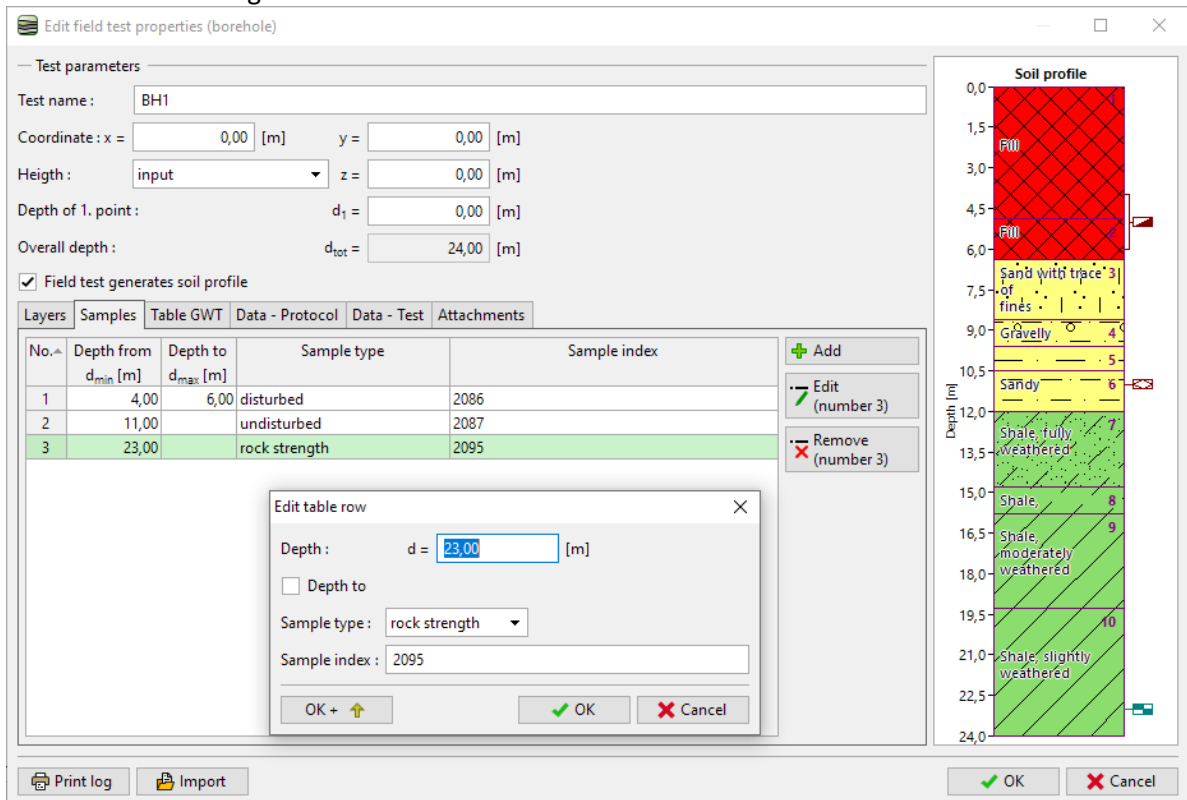 Edit field test properties (borehole)
Test parameters
Test name : BH1
Coordinate : x = 0,00 [m] y = 0,00 [m]
Heigth : input z = 0,00 [m]
Depth of 1. point : d1 = 0,00 [m]
Overall depth : dtot = 24,00 [m]
Field test generates soil profile
Layers Samples Table GWT Data - Protocol Data - Test Attachments
No. Depth from Depth to Sample type Sample index
dmin [m] dmax [m]
1 4,00 6,00 disturbed 2086
2 11,00 undisturbed 2087
3 23,00 rock strength 2095
Add
Edit
(number 3)
Remove
(number 3)
Edit table row
Depth : d = 23,00 [m]
Depth to
Sample type : rock strength
Sample index : 2095
OK + OK Cancel
Soil profile
Depth [m]
0,0
1
1,5
Fill
3,0
4,5
Fill 2
6,0
Sand with trace 3
7,5
of
fines
9,0
Gravelly 4
5
10,5
Sandy 6
12,0
7
Shale, fully
13,5
weathered
15,0
Shale, 8
9
16,5
Shale,
moderately
weathered
18,0
19,5
10
21,0
Shale, slightly
weathered
22,5
24,0
Print log Import OK Cancel